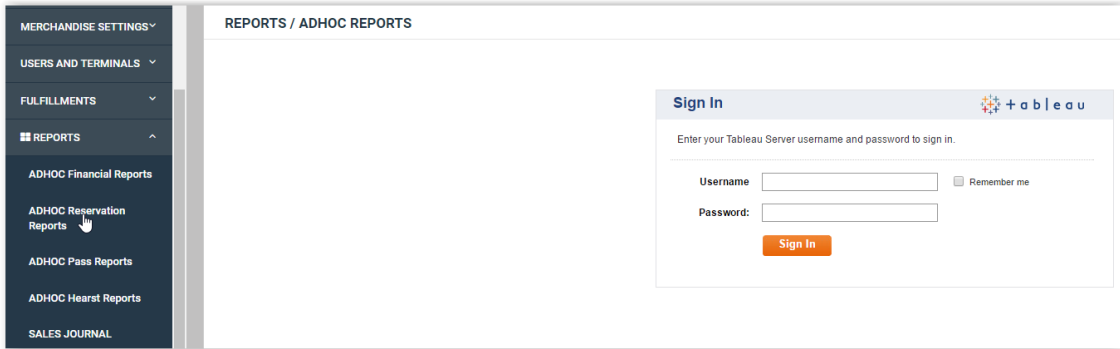 MERCHANDISE SETTINGS
USERS AND TERMINALS
FULFILLMENTS
REPORTS
ADHOC Financial Reports
ADHOC Reservation
Reports
ADHOC Pass Reports
ADHOC Hearst Reports
SALES JOURNAL
REPORTS / ADHOC REPORTS
Sign In
tableau
Enter your Tableau Server username and password to sign in.
Username
Remember me
Password:
Sign In